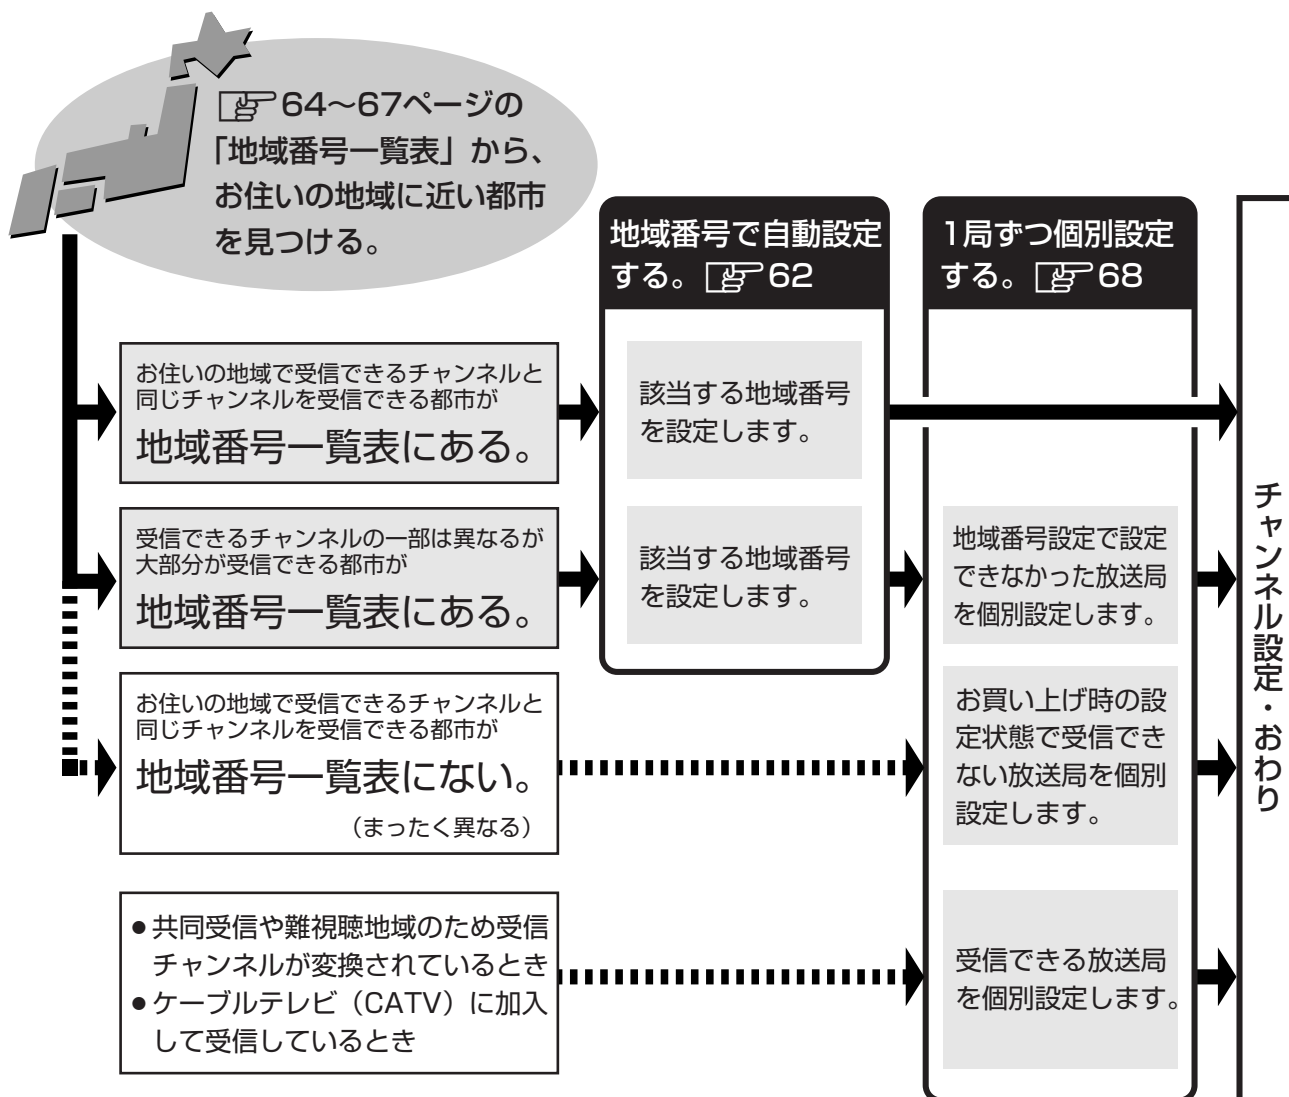 64～67ページの
「地域番号一覧表」から、
お住いの地域に近い都市
を見つける。
地域番号で自動設定
する。 62
1局ずつ個別設定
する。 68
お住いの地域で受信できるチャンネルと
同じチャンネルを受信できる都市が
地域番号一覧表にある。
該当する地域番号
を設定します。
受信できるチャンネルの一部は異なるが
大部分が受信できる都市が
地域番号一覧表にある。
該当する地域番号
を設定します。
地域番号設定で設定
できなかった放送局
を個別設定します。
お住いの地域で受信できるチャンネルと
同じチャンネルを受信できる都市が
地域番号一覧表にない。
（まったく異なる）
お買い上げ時の設
定状態で受信でき
ない放送局を個別
設定します。
●共同受信や難視聴地域のため受信
チャンネルが変換されているとき
●ケーブルテレビ（CATV）に加入
して受信しているとき
受信できる放送局
を個別設定します。
チャンネル設定・おわり